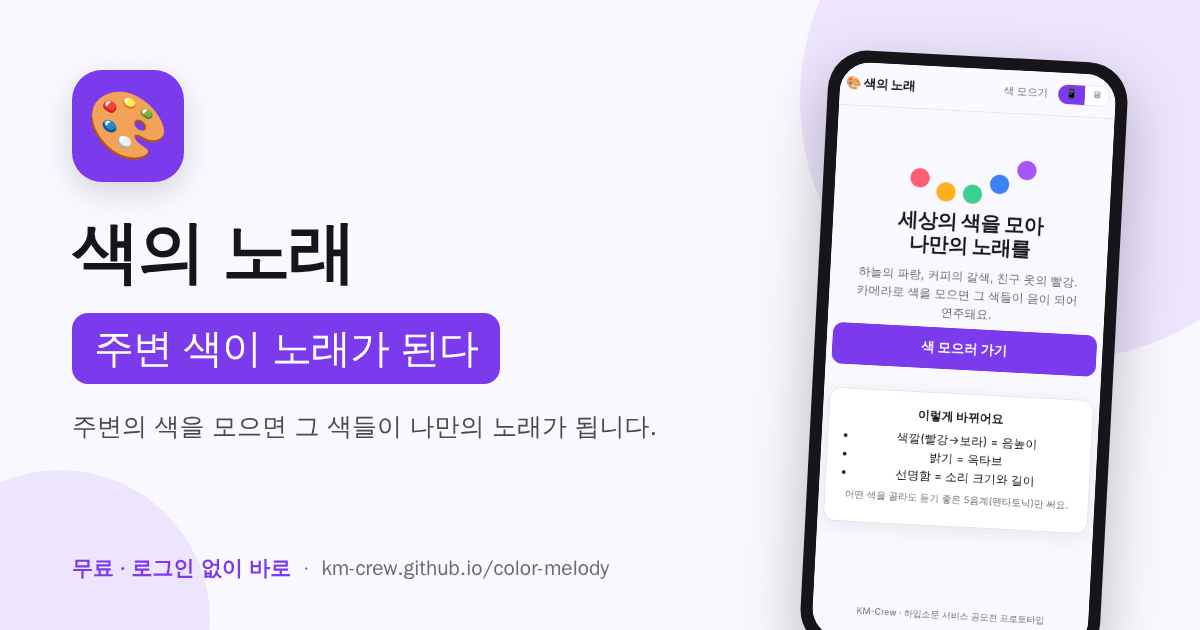 색의 노래
주변 색이 노래가 된다
주변의 색을 모으면 그 색들이 나만의 노래가 됩니다.
무료 · 로그인 없이 바로 · km-crew.github.io/color-melody
색의 노래 색 모으기
세상의 색을 모아
나만의 노래를
하늘의 파랑, 커피의 갈색, 친구 옷의 빨강.
카메라로 색을 모으면 그 색들이 음이 되어
연주돼요.
색 모으러 가기
이렇게 바뀌어요
• 색깔(빨강→보라) = 음높이
• 밝기 = 옥타브
• 선명함 = 소리 크기와 길이
어떤 색을 골라도 듣기 좋은 5음계(펜타토닉)만 써요.
KM-Crew · 하입소문 서비스 공모전 프로토타입